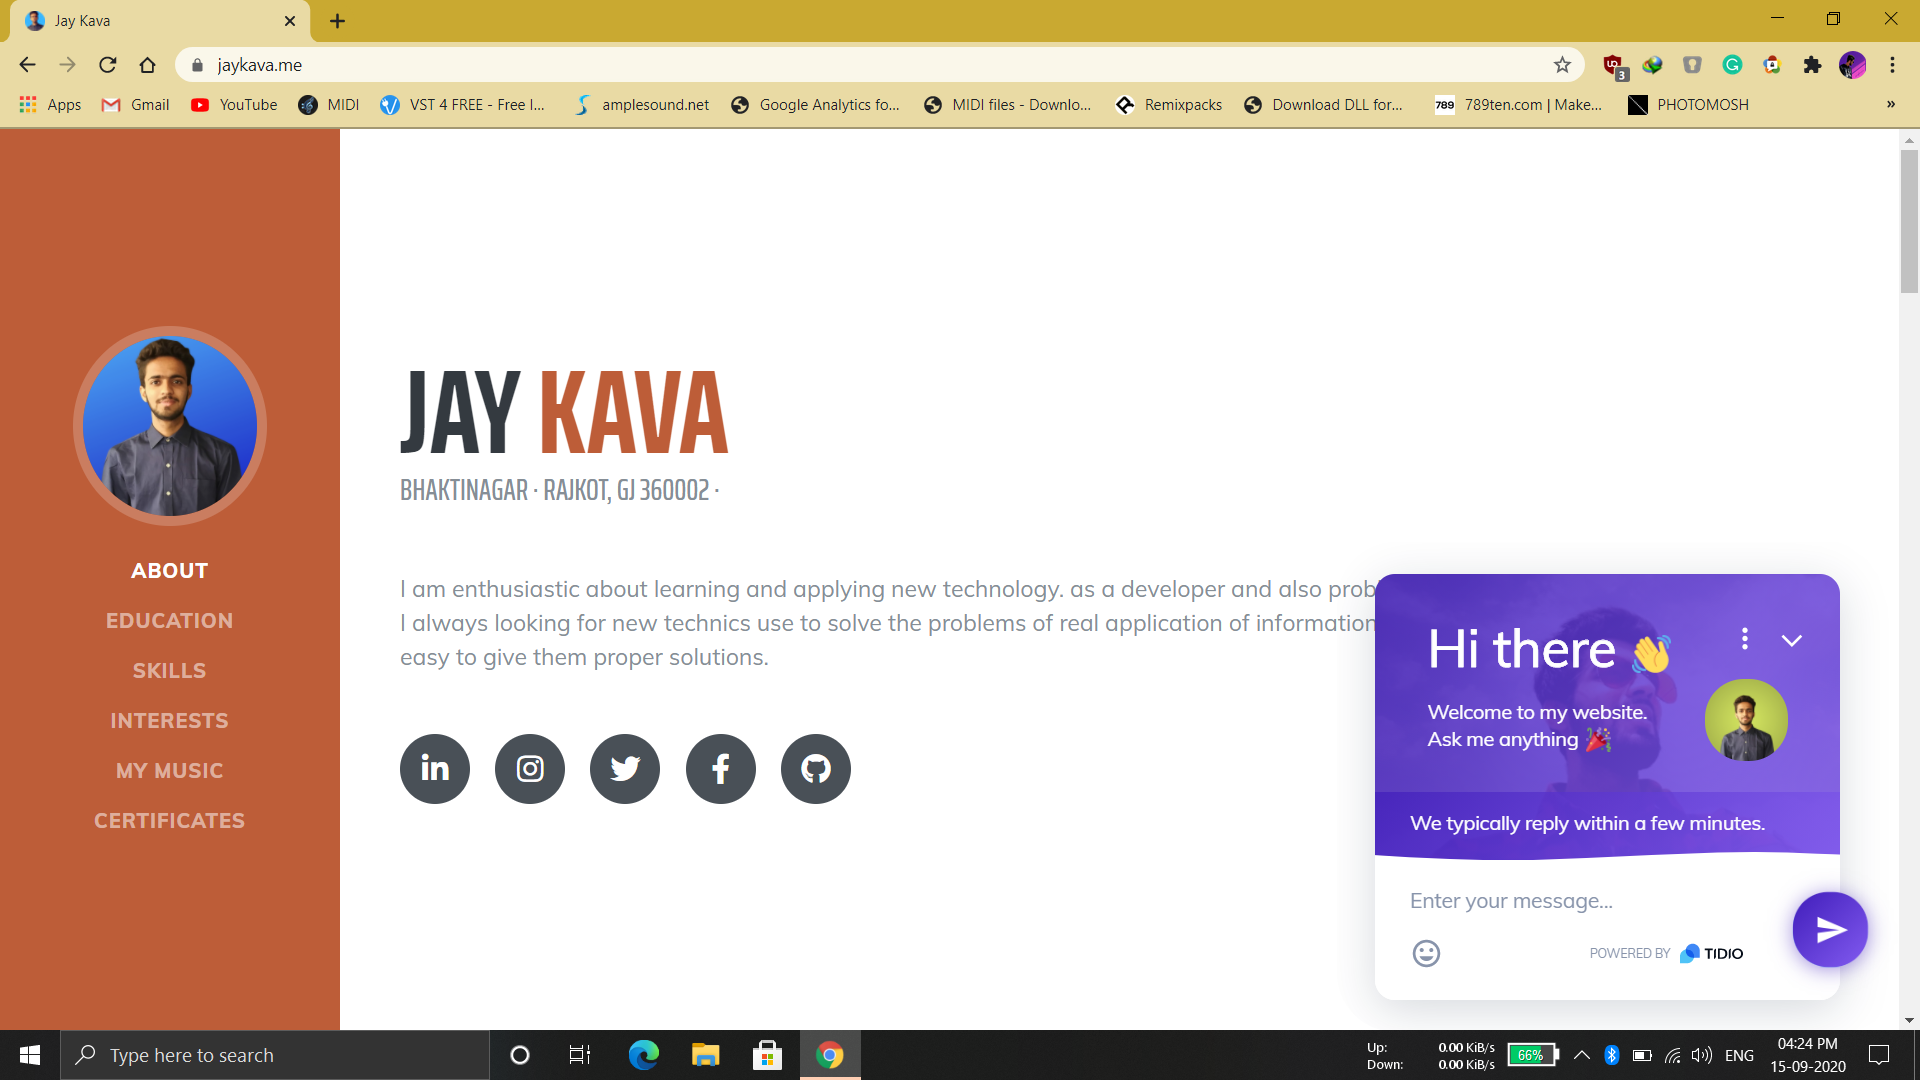 Jay Kava
jaykava.me
3
Apps
Gmail
YouTube
MIDI
VST 4 FREE - Free I...
amplesound.net
Google Analytics fo...
MIDI files - Downlo...
Remixpacks
Download DLL for...
789
789ten.com | Make...
PHOTOMOSH
»
JAY KAVA
BHAKTINAGAR · RAJKOT, GJ 360002 ·
ABOUT
EDUCATION
SKILLS
INTERESTS
MY MUSIC
CERTIFICATES
I am enthusiastic about learning and applying new technology. as a developer and also prob
I always looking for new technics use to solve the problems of real application of information
easy to give them proper solutions.
Hi there 👋
Welcome to my website.
Ask me anything 🎉
We typically reply within a few minutes.
Enter your message...
POWERED BY TIDIO
Type here to search
Up: 0.00 KiB/s
Down: 0.00 KiB/s
66%
ENG
04:24 PM
15-09-2020